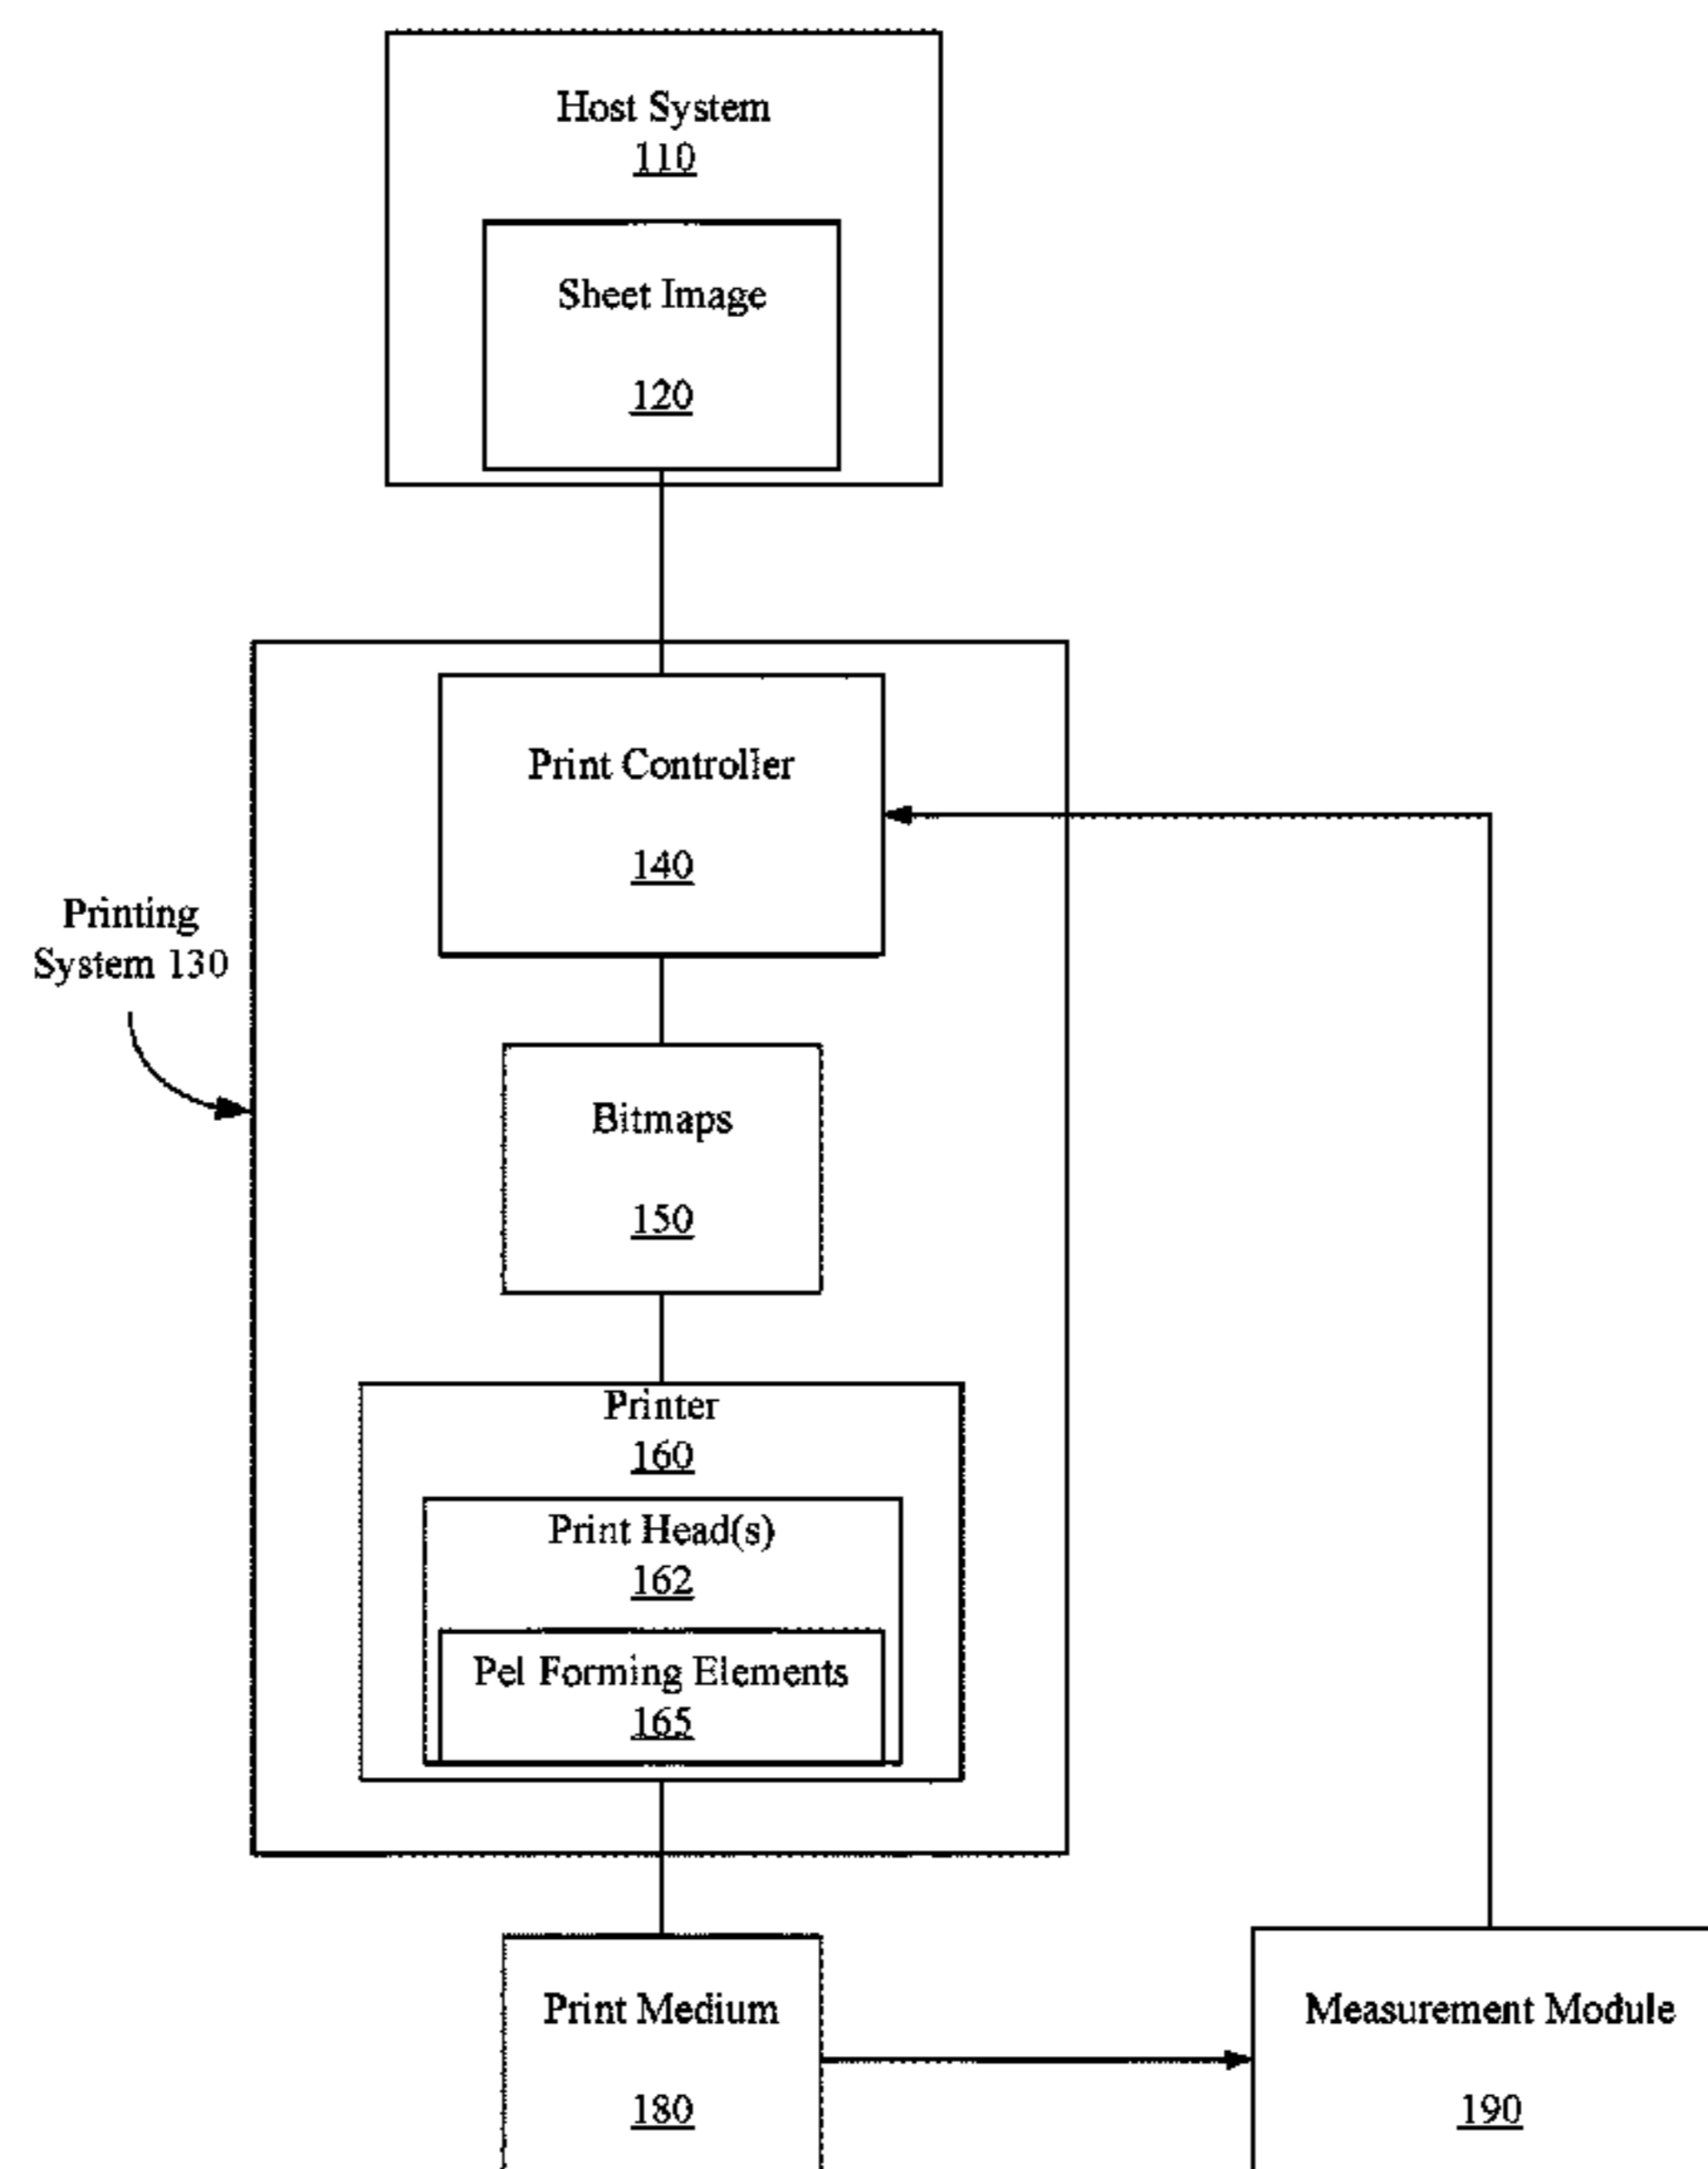 Host System
110
Sheet Image
120
Print Controller
140
Printing
System 130
Bitmaps
150
Printer
160
Print Head(s)
162
Pel Forming Elements
165
Print Medium
180
Measurement Module
190